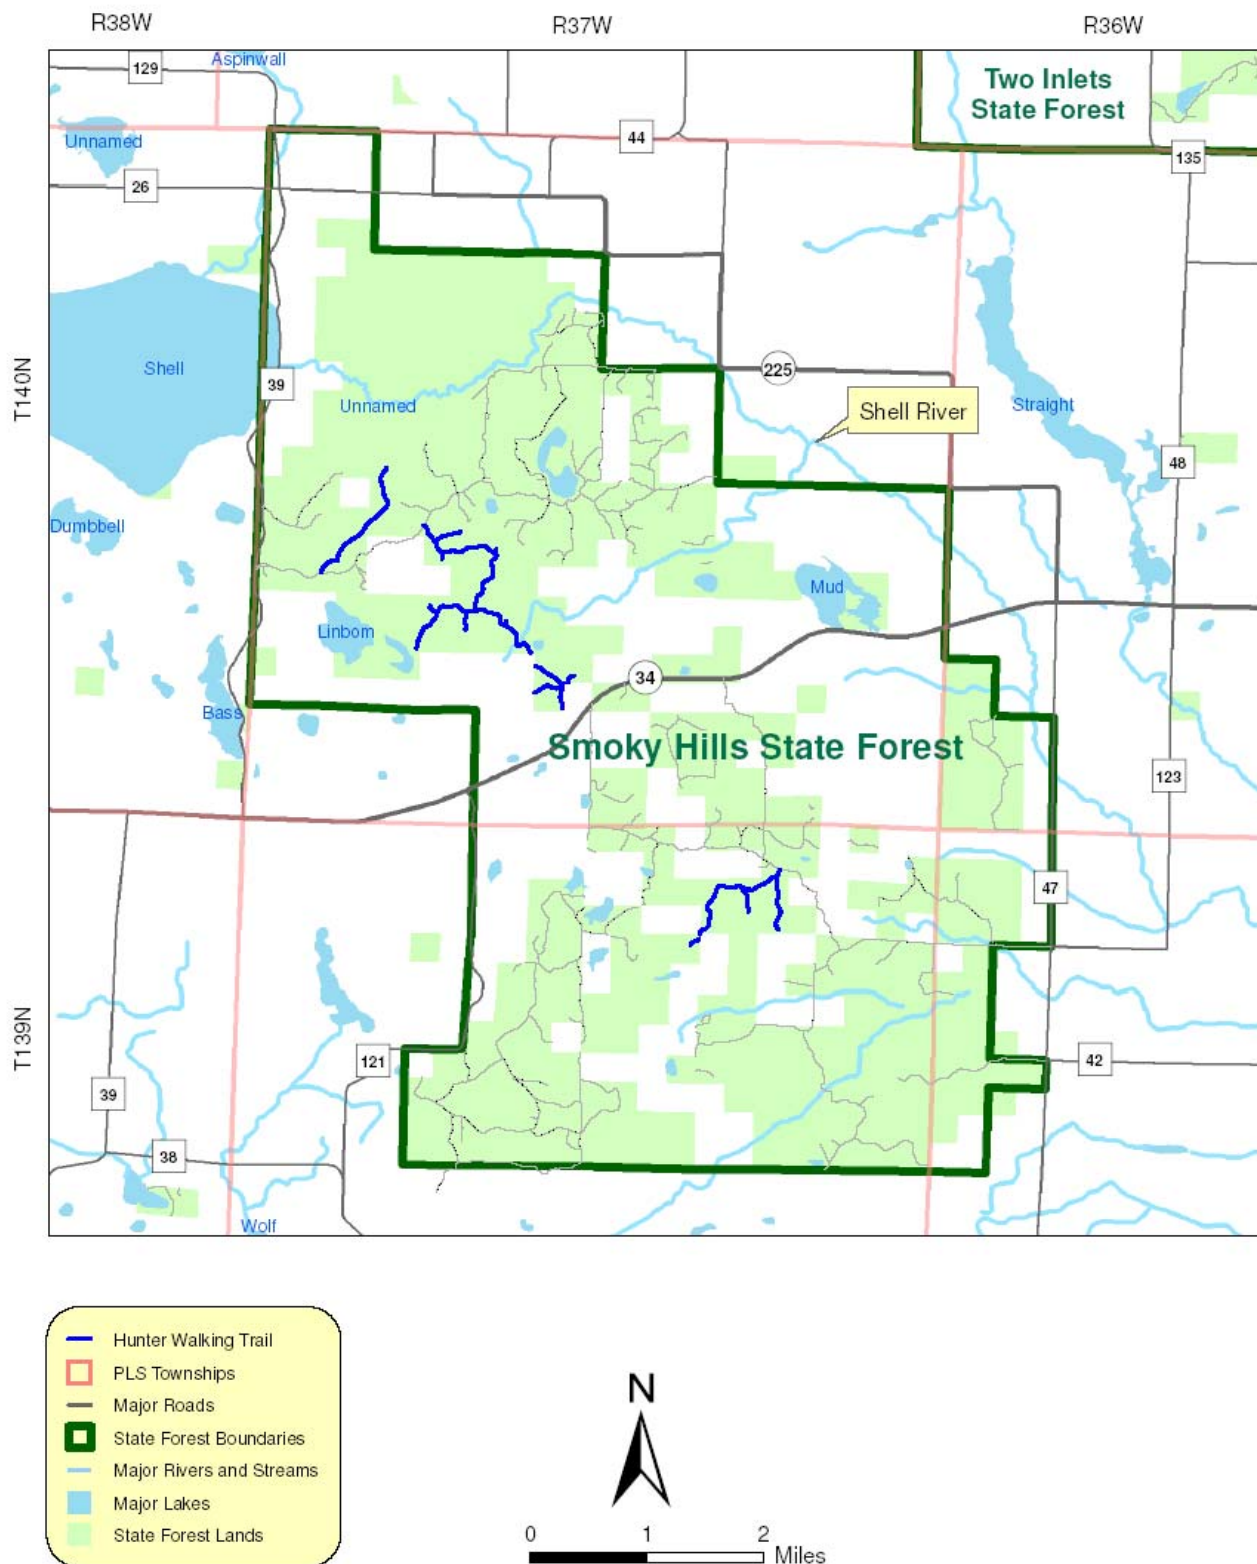 R38W
R37W
R36W
129
Aspinwall
Two Inlets
State Forest
Unnamed
44
135
26
T140N
Shell
39
225
Unnamed
Shell River
Straight
48
Dumbbell
Mud
Linbom
34
Bass
Smoky Hills State Forest
123
47
T139N
121
42
39
38
Wolf
Hunter Walking Trail
PLS Townships
Major Roads
State Forest Boundaries
Major Rivers and Streams
Major Lakes
State Forest Lands
N
0 1 2
Miles